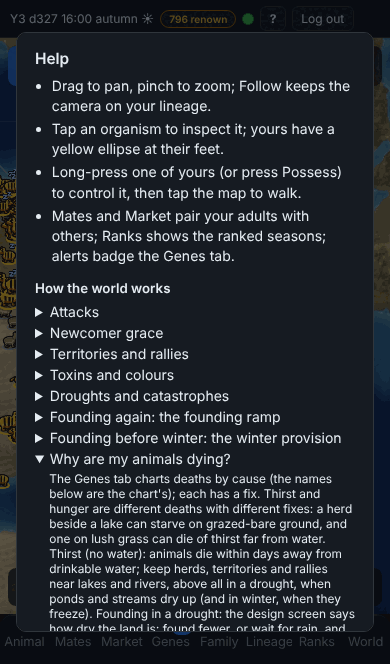 Y3 d327 16:00 autumn ☀ 796 renown ? Log out
Help
• Drag to pan, pinch to zoom; Follow keeps the
camera on your lineage.
• Tap an organism to inspect it; yours have a
yellow ellipse at their feet.
• Long-press one of yours (or press Possess)
to control it, then tap the map to walk.
• Mates and Market pair your adults with
others; Ranks shows the ranked seasons;
alerts badge the Genes tab.
How the world works
▶ Attacks
▶ Newcomer grace
▶ Territories and rallies
▶ Toxins and colours
▶ Droughts and catastrophes
▶ Founding again: the founding ramp
▶ Founding before winter: the winter provision
▼ Why are my animals dying?
The Genes tab charts deaths by cause (the names
below are the chart's); each has a fix. Thirst and
hunger are different deaths with different fixes: a herd
beside a lake can starve on grazed-bare ground, and
one on lush grass can die of thirst far from water.
Thirst (no water): animals die within days away from
drinkable water; keep herds, territories and rallies
near lakes and rivers, above all in a drought, when
ponds and streams dry up (and in winter, when they
freeze). Founding in a drought: the design screen says
how dry the land is: found fewer, or wait for rain, and
Animal Mates Market Genes Family Lineage Ranks World